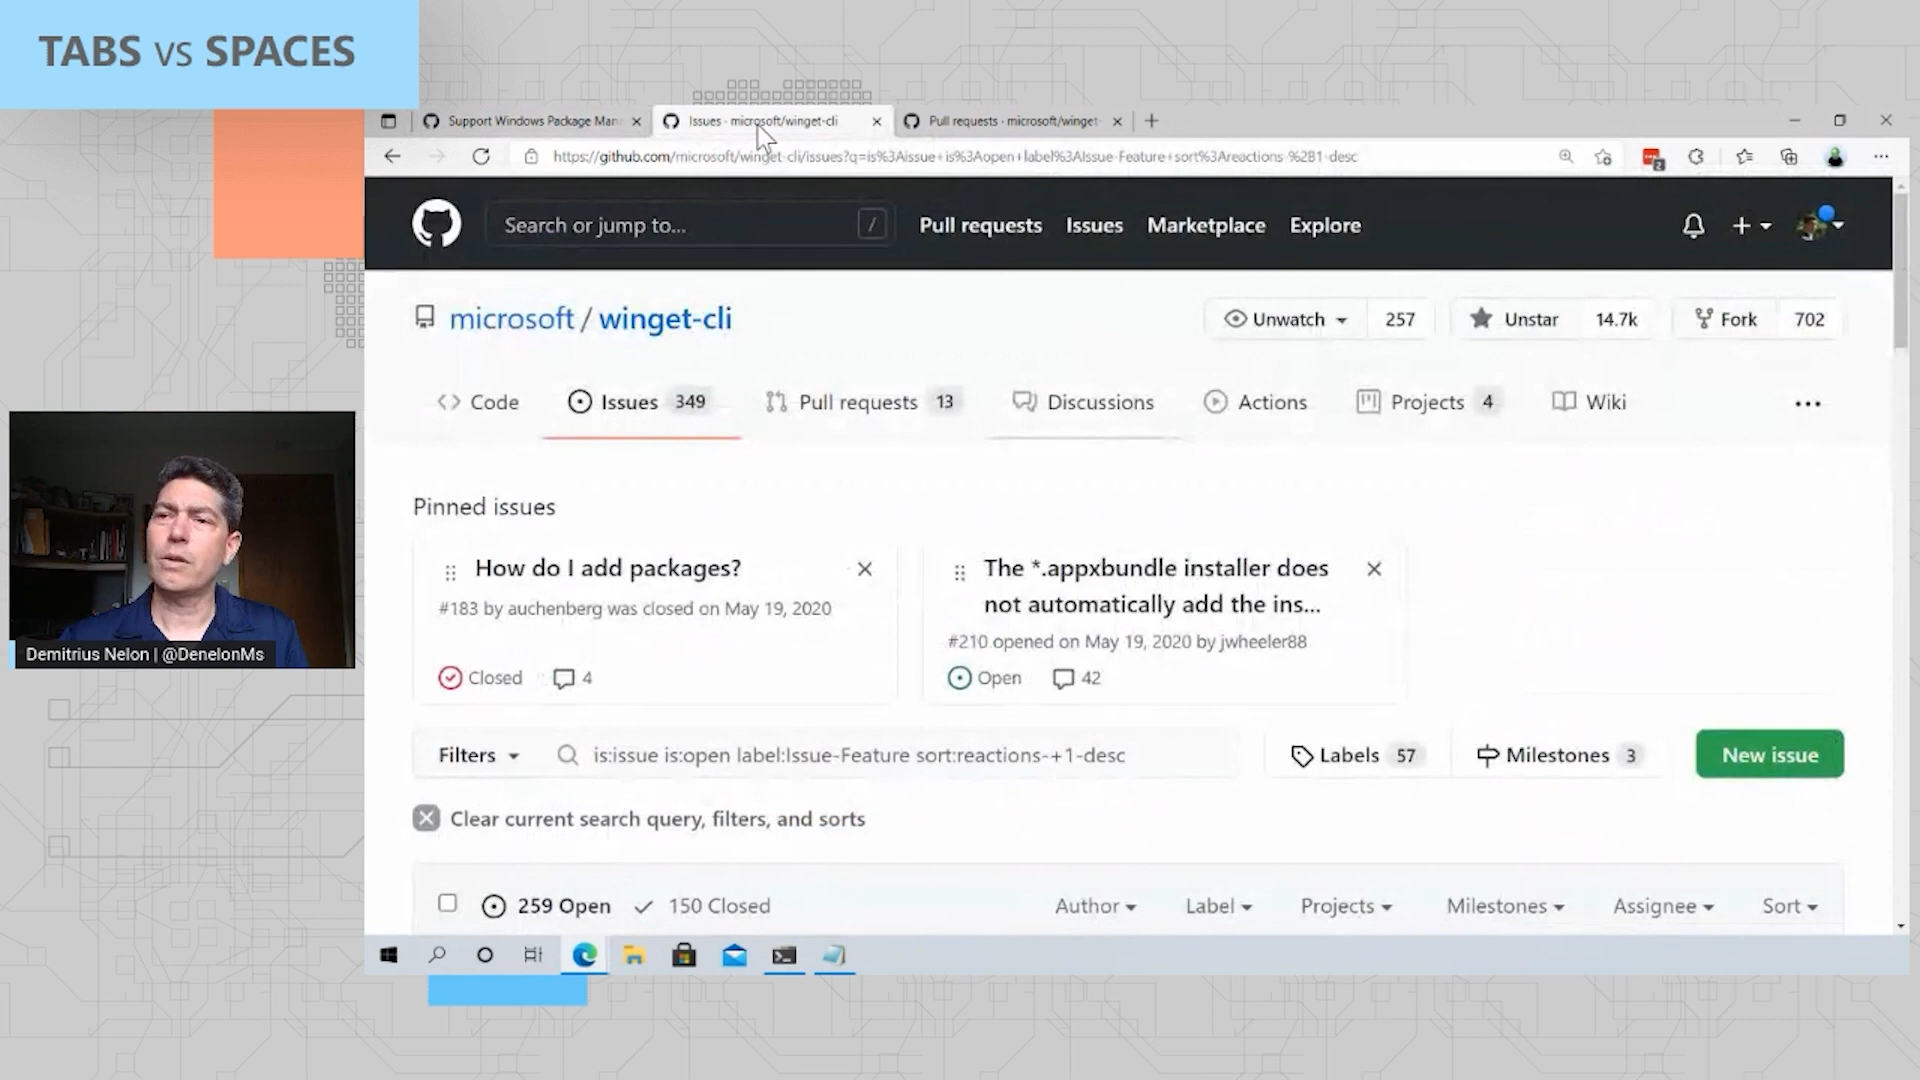 TABS VS SPACES
Support Windows Package Man
Issues · microsoft/winget-cli
Pull requests · microsoft/winget-
https://github.com/microsoft/winget-cli/issues?q=is%3Aissue+is%3Aopen+label%3AIssue-Feature+sort%3Areactions-%2B1-desc
2
Search or jump to...
/
Pull requests
Issues
Marketplace
Explore
microsoft / winget-cli
Unwatch 257
Unstar 14.7k
Fork 702
Code
Issues 349
Pull requests 13
Discussions
Actions
Projects 4
Wiki
Pinned issues
How do I add packages?
#183 by auchenberg was closed on May 19, 2020
Closed 4
The *.appxbundle installer does
not automatically add the ins...
#210 opened on May 19, 2020 by jwheeler88
Open 42
Demitrius Nelon | @DenelonMs
Filters
is:issue is:open label:Issue-Feature sort:reactions-+1-desc
Labels 57
Milestones 3
New issue
Clear current search query, filters, and sorts
259 Open
150 Closed
Author
Label
Projects
Milestones
Assignee
Sort